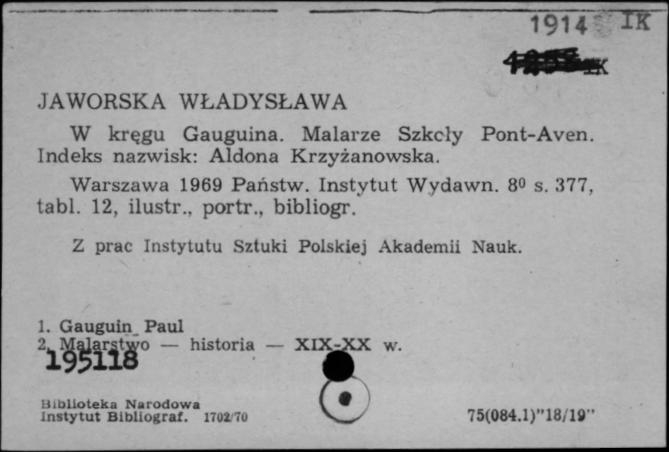 1914 IK
IK
JAWORSKA WŁADYSŁAWA
W kręgu Gauguina. Malarze Szkoły Pont-Aven.
Indeks nazwisk: Aldona Krzyżanowska.
Warszawa 1969 Państw. Instytut Wydawn. 8⁰ s. 377,
tabl. 12, ilustr., portr., bibliogr.
Z prac Instytutu Sztuki Polskiej Akademii Nauk.
1. Gauguin Paul
2. Malarstwo — historia — XIX-XX w.
195118
Biblioteka Narodowa
Instytut Bibliograf. 1702/70
75(084.1)"18/19"